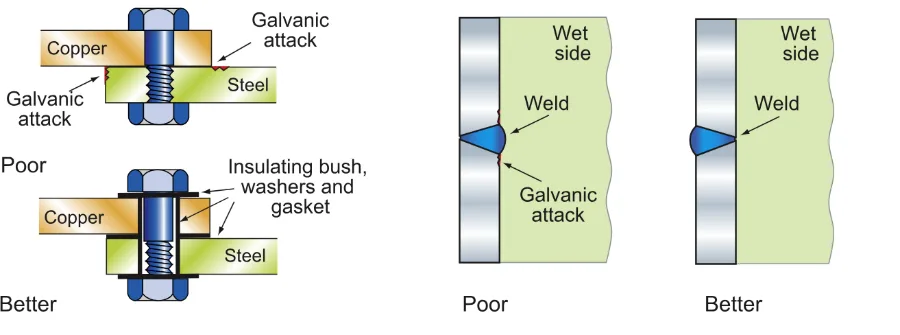 Galvanic
attack
Copper
Steel
Galvanic
attack
Poor
Insulating bush,
washers and
gasket
Copper
Steel
Better
Wet
side
Weld
Galvanic
attack
Poor
Wet
side
Weld
Better